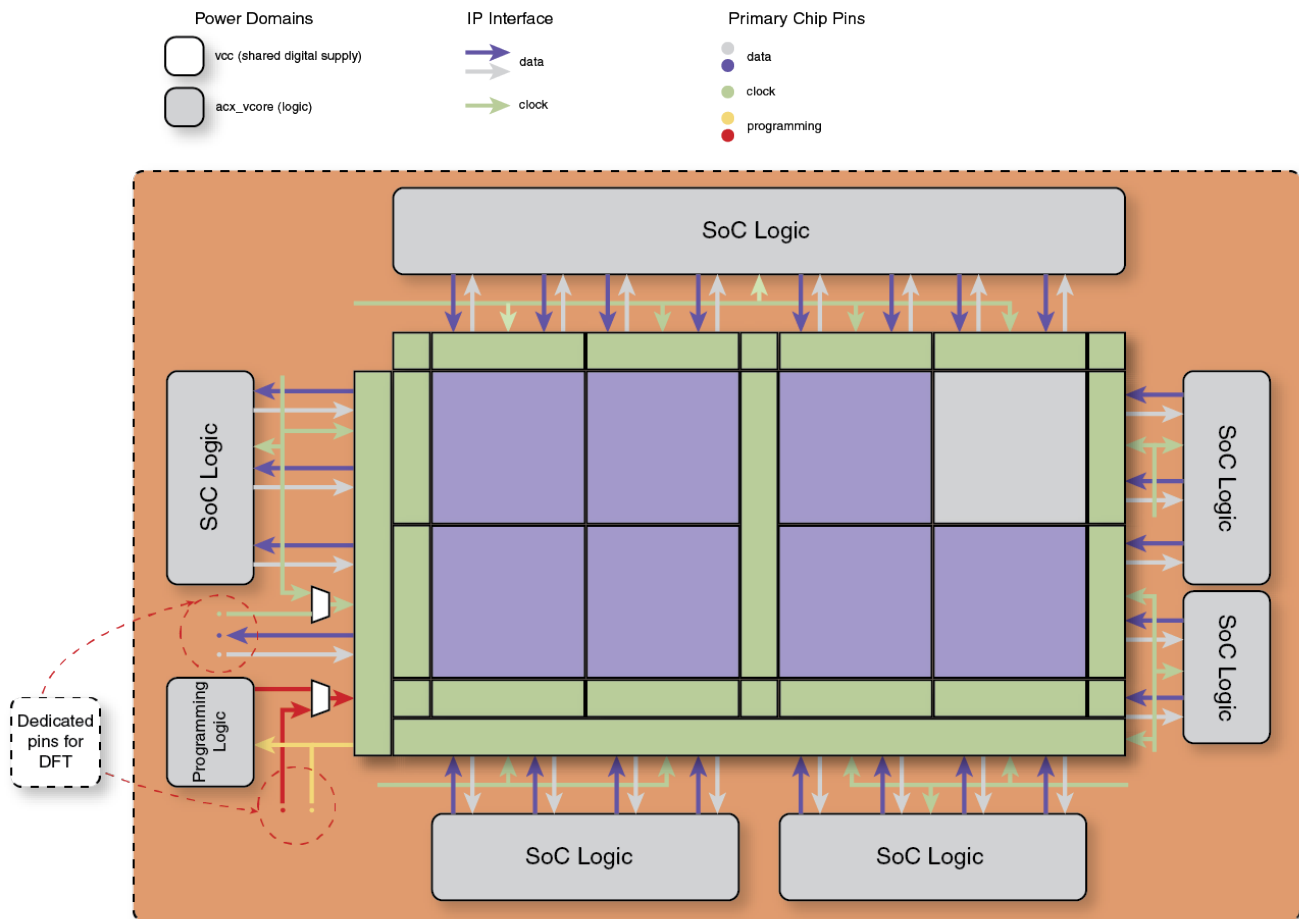 Power Domains
IP Interface
Primary Chip Pins
vcc (shared digital supply)
acx_vcore (logic)
data
clock
data
clock
programming
SoC Logic
SoC Logic
SoC Logic
SoC Logic
Programming
Logic
Dedicated
pins for
DFT
SoC Logic
SoC Logic